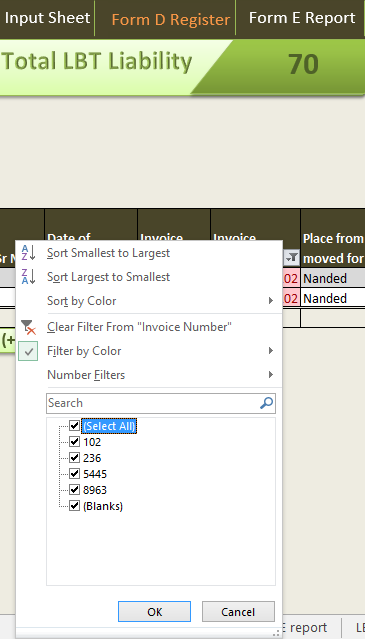 Input Sheet Form D Register Form E Report
Total LBT Liability 70
Date of Invoice Invoice Place from
moved for
02 Nanded
02 Nanded
(+
Sort Smallest to Largest
Sort Largest to Smallest
Sort by Color
Clear Filter From "Invoice Number"
Filter by Color
Number Filters
Search
(Select All)
102
236
5445
8963
(Blanks)
OK Cancel
E report